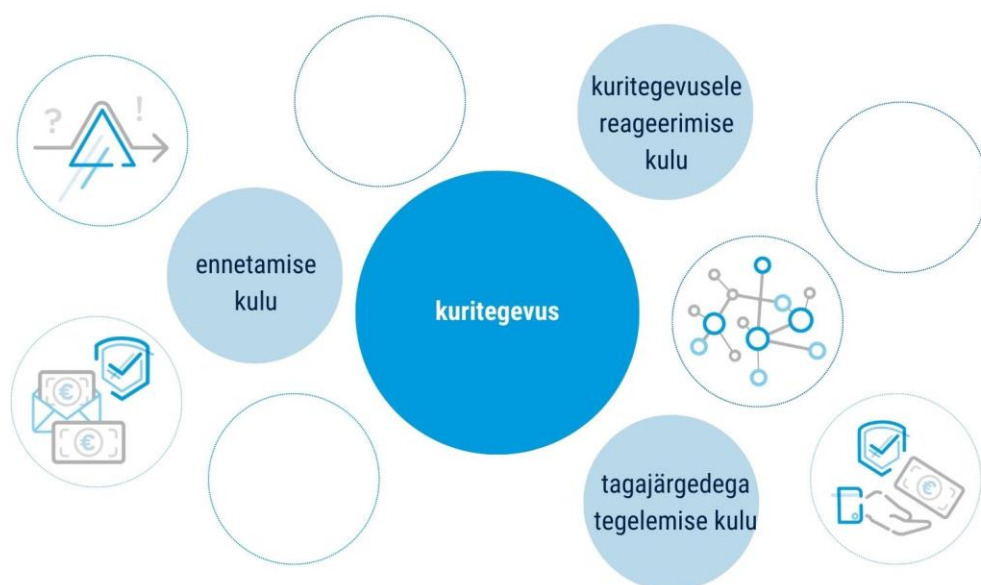 kuritegevusele
reageerimise
kulu
? !
ennetamise
kulu
kuritegevus
€
€
tagajärgedega
tegelemise kulu
€